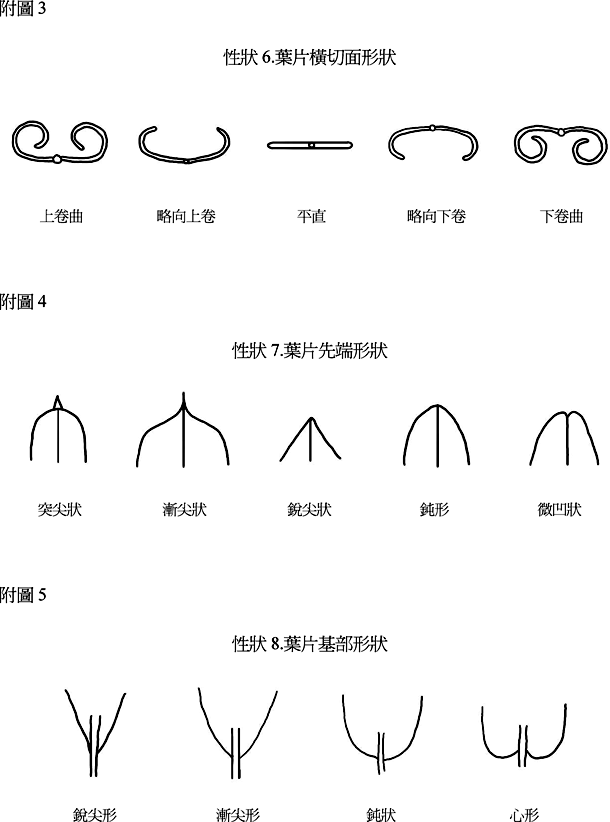 附圖 3
性狀 6.葉片橫切面形狀
上卷曲 略向上卷 平直 略向下卷 下卷曲
附圖 4
性狀 7.葉片先端形狀
突尖狀 漸尖狀 銳尖狀 鈍形 微凹狀
附圖 5
性狀 8.葉片基部形狀
銳尖形 漸尖形 鈍狀 心形